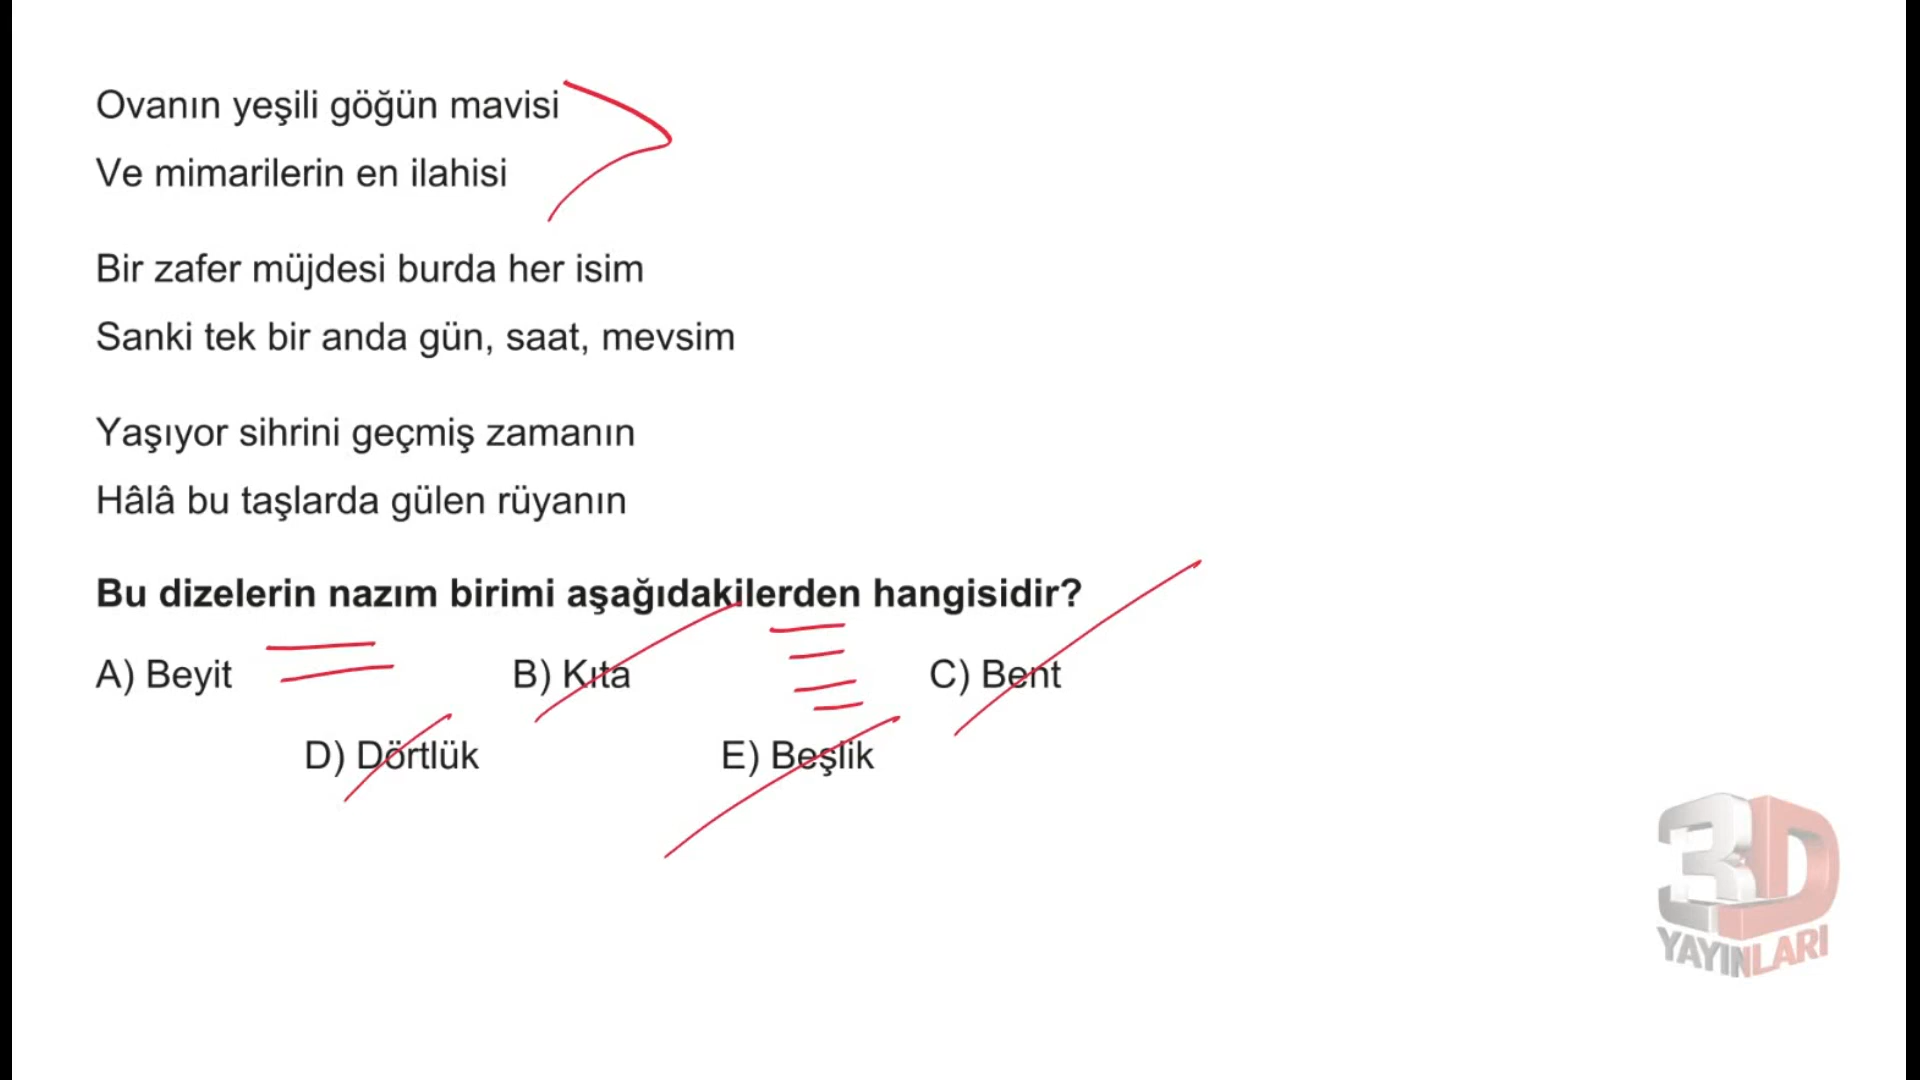 Ovanın yeşili göğün mavisi
Ve mimarilerin en ilahisi
Bir zafer müjdesi burda her isim
Sanki tek bir anda gün, saat, mevsim
Yaşıyor sihrini geçmiş zamanın
Hâlâ bu taşlarda gülen rüyanın
Bu dizelerin nazım birimi aşağıdakilerden hangisidir?
A) Beyit B) Kıta C) Bent
D) Dörtlük E) Beşlik
3D
YAYINLARI